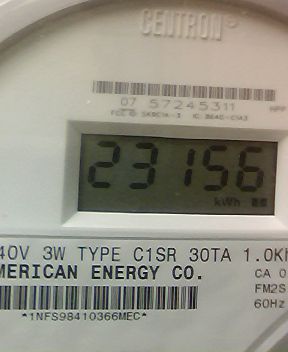 CENTRON
07 57245311
23156
kWh
40V 3W TYPE C1SR 30TA 1.0Kh
MERICAN ENERGY CO.
CA 0
FM2S
60Hz
*1NFS98410366MEC*